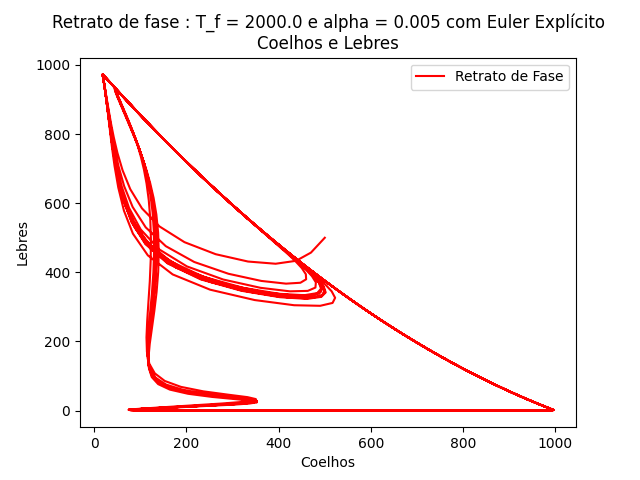 Retrato de fase : T_f = 2000.0 e alpha = 0.005 com Euler Explícito
Coelhos e Lebres
Retrato de Fase
1000
800
600
400
200
0
Lebres
0 200 400 600 800 1000
Coelhos